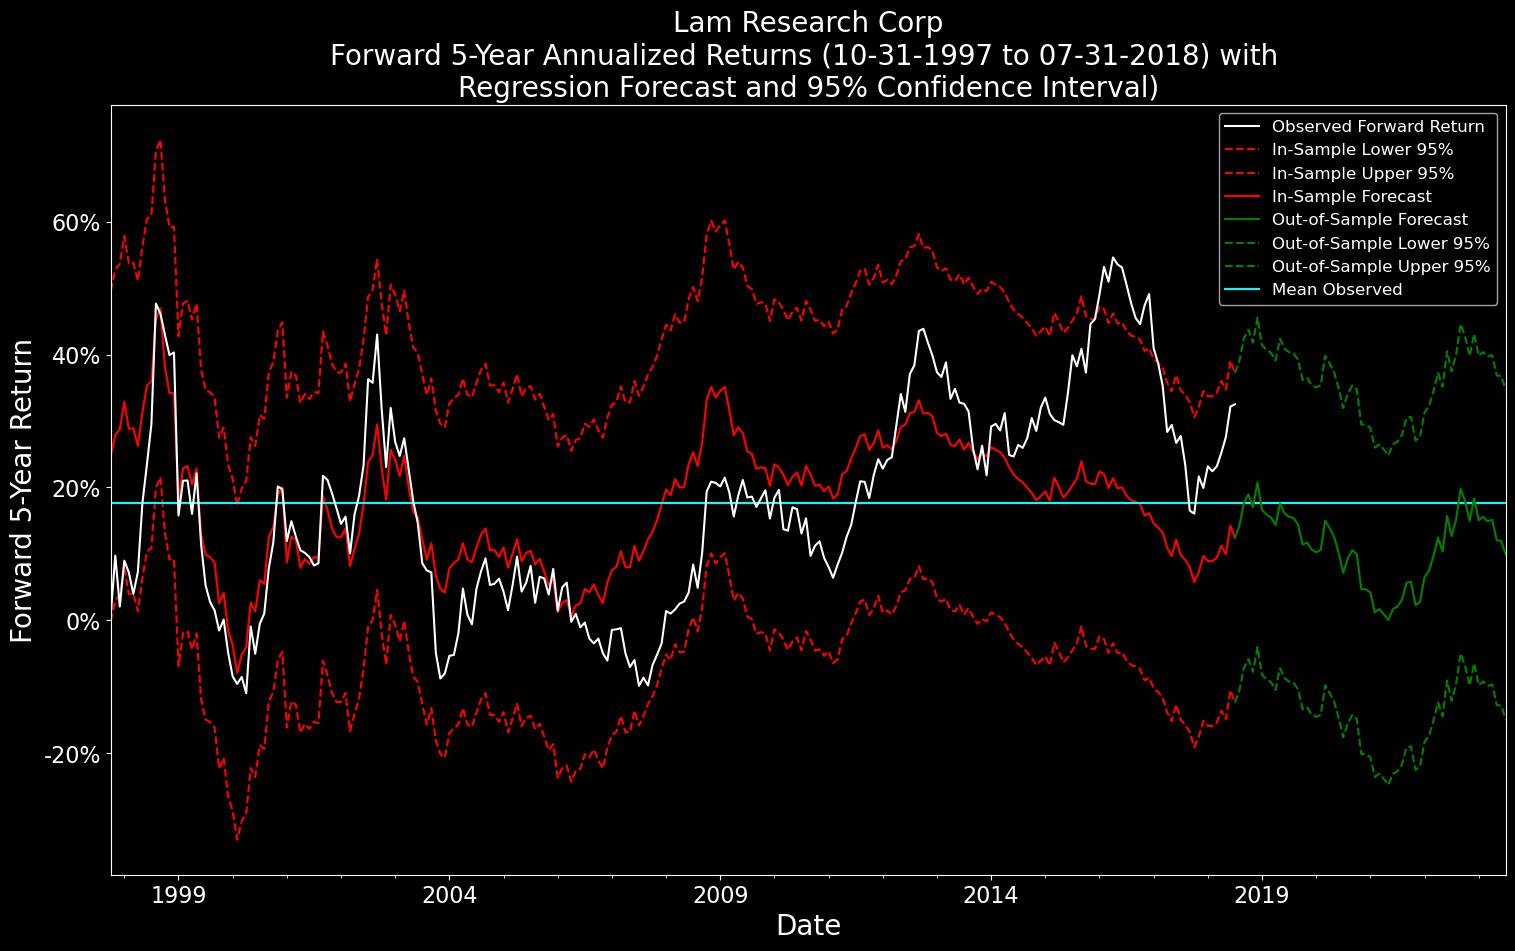 Lam Research Corp
Forward 5-Year Annualized Returns (10-31-1997 to 07-31-2018) with
Regression Forecast and 95% Confidence Interval)
Observed Forward Return
In-Sample Lower 95%
In-Sample Upper 95%
In-Sample Forecast
Out-of-Sample Forecast
Out-of-Sample Lower 95%
Out-of-Sample Upper 95%
Mean Observed
Forward 5-Year Return
60%
40%
20%
0%
-20%
1999 2004 2009 2014 2019
Date